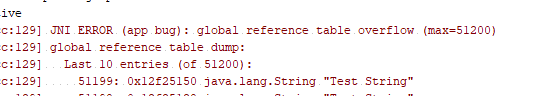 ive
c:129] JNI ERROR (app bug): global reference table overflow (max=51200)
c:129] global reference table dump:
c:129]   Last 10 entries (of 51200):
c:129]     51199: 0x12f25150 java.lang.String "Test String"